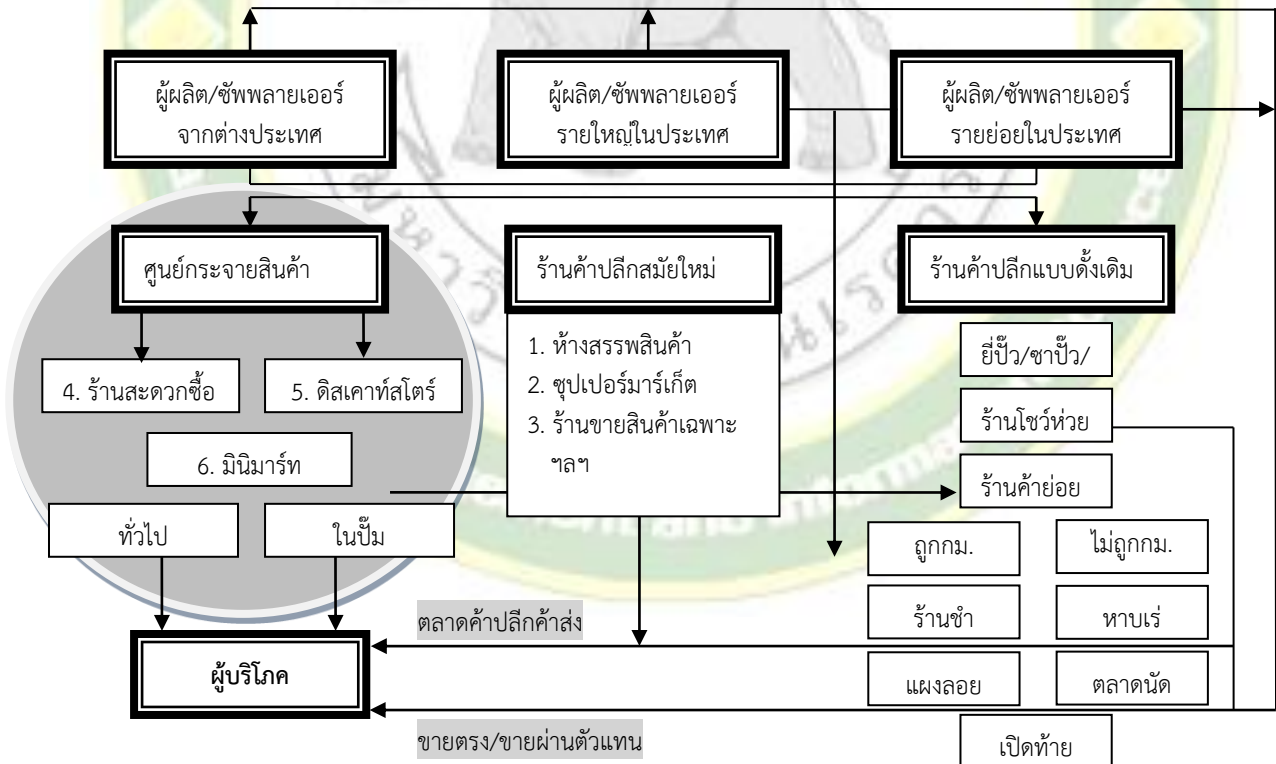 ผู้ผลิต/ซัพพลายเออร์
จากต่างประเทศ
ผู้ผลิต/ซัพพลายเออร์
รายใหญ่ในประเทศ
ผู้ผลิต/ซัพพลายเออร์
รายย่อยในประเทศ
ศูนย์กระจายสินค้า
ร้านค้าปลีกสมัยใหม่
ร้านค้าปลีกแบบดั้งเดิม
1. ห้างสรรพสินค้า
2. ซุปเปอร์มาร์เก็ต
3. ร้านขายสินค้าเฉพาะ
ฯลฯ
ยี่ปั๊ว/ซาปั๊ว/
4. ร้านสะดวกซื้อ
5. ดิสเคาท์สโตร์
ร้านโชว์ห่วย
6. มินิมาร์ท
ร้านค้าย่อย
ทั่วไป
ในปั๊ม
ถูกกม.
ไม่ถูกกม.
ร้านชำ
หาบเร่
ตลาดค้าปลีกค้าส่ง
ผู้บริโภค
แผงลอย
ตลาดนัด
ขายตรง/ขายผ่านตัวแทน
เปิดท้าย